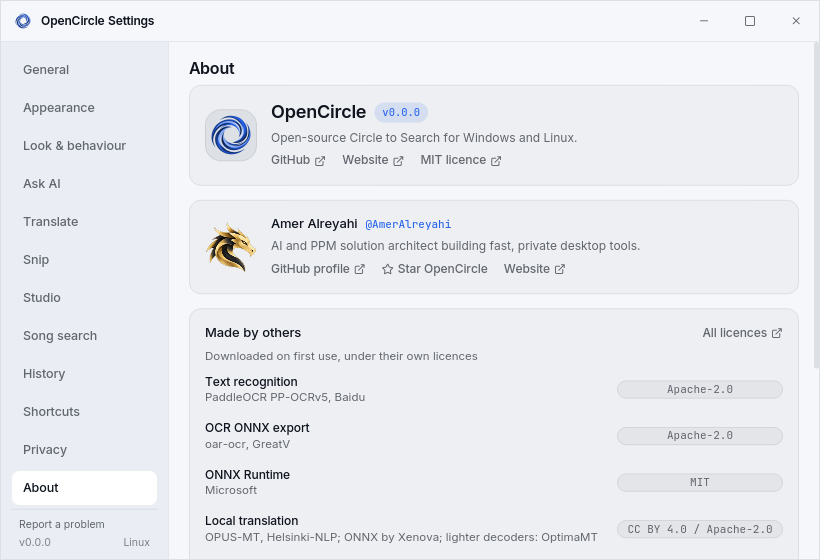 OpenCircle Settings
General
Appearance
Look & behaviour
Ask AI
Translate
Snip
Studio
Song search
History
Shortcuts
Privacy
About
Report a problem
v0.0.0 Linux
About
OpenCircle v0.0.0
Open-source Circle to Search for Windows and Linux.
GitHub Website MIT licence
Amer Alreyahi @AmerAlreyahi
AI and PPM solution architect building fast, private desktop tools.
GitHub profile Star OpenCircle Website
Made by others All licences
Downloaded on first use, under their own licences
Text recognition
PaddleOCR PP-OCRv5, Baidu
Apache-2.0
OCR ONNX export
oar-ocr, GreatV
Apache-2.0
ONNX Runtime
Microsoft
MIT
Local translation
OPUS-MT, Helsinki-NLP; ONNX by Xenova; lighter decoders: OptimaMT
CC BY 4.0 / Apache-2.0